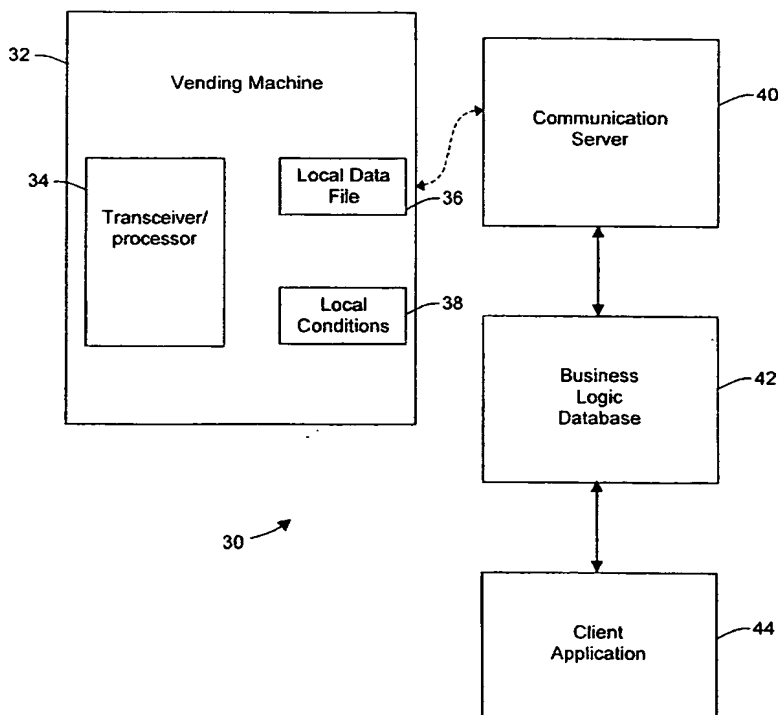 32
Vending Machine
34
Transceiver/
processor
Local Data
File
36
Local
Conditions
38
30
Communication
Server
40
Business
Logic
Database
42
Client
Application
44